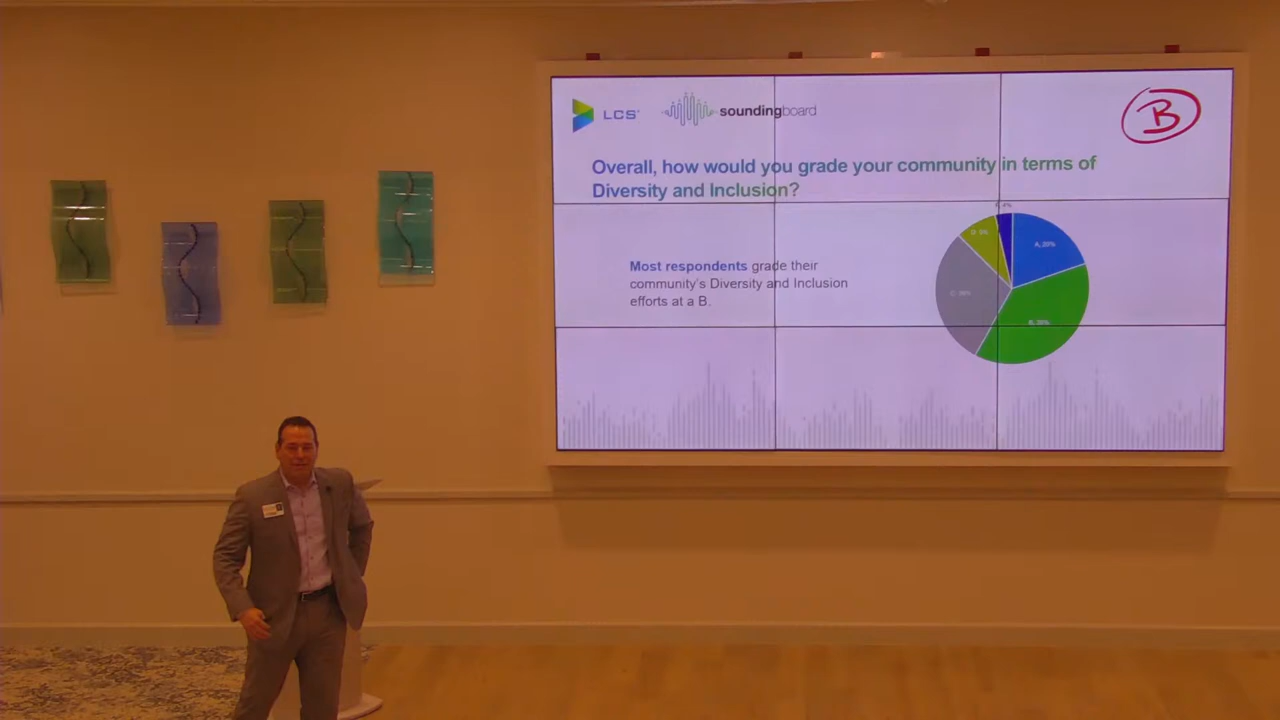 LCS
soundingboard
B
Overall, how would you grade your community in terms of
Diversity and Inclusion?
Most respondents grade their
community's Diversity and Inclusion
efforts at a B.
A, 20%